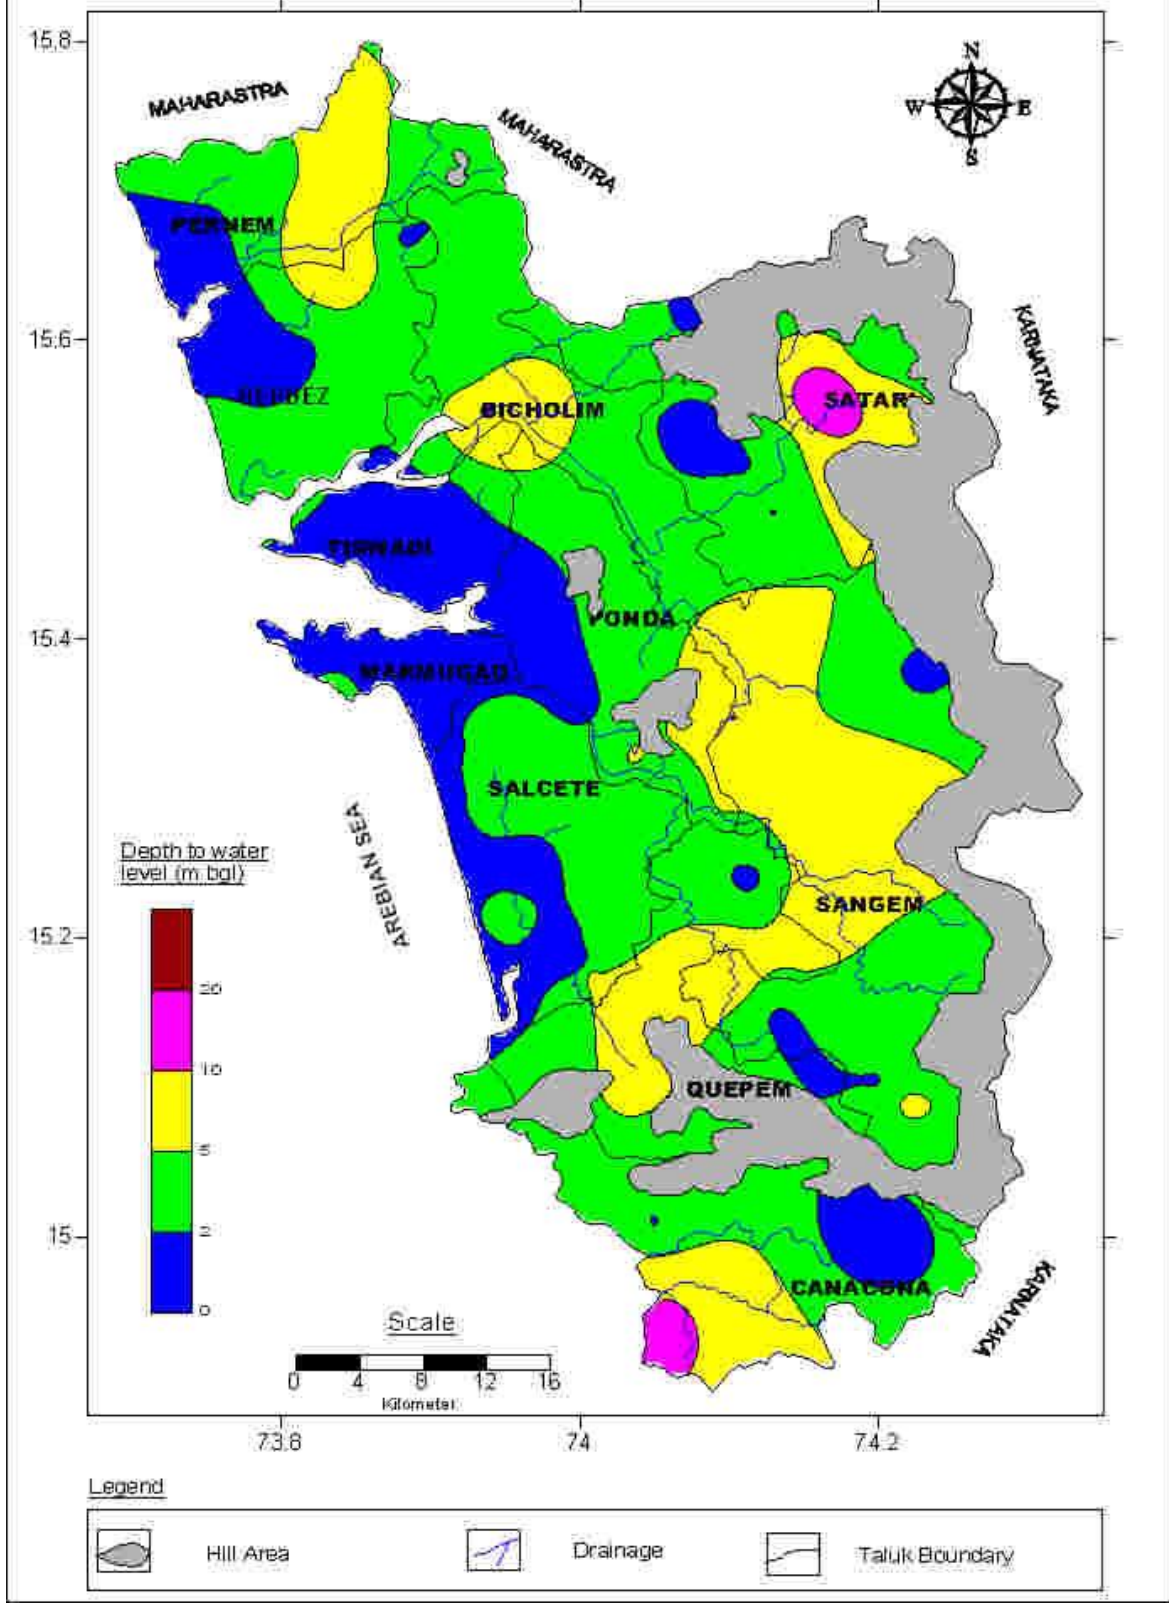 15.8
N
MAHARASTRA
MAHARASTRA
W
E
S
PERNEM
15.6
KARNATAKA
SATAR
BICHOLIM
TISWADI
PONDA
15.4
MARMUGAO
SALCETE
AREBIAN SEA
Depth to water
level (m bgl)
SANGEM
15.2
20
10
QUEPEM
5
2
15
CANACONA
KARNATAKA
0
Scale
0 4 8 12 16
Kilometer
73.8 74 74.2
Legend
Hill Area
Drainage
Taluk Boundary